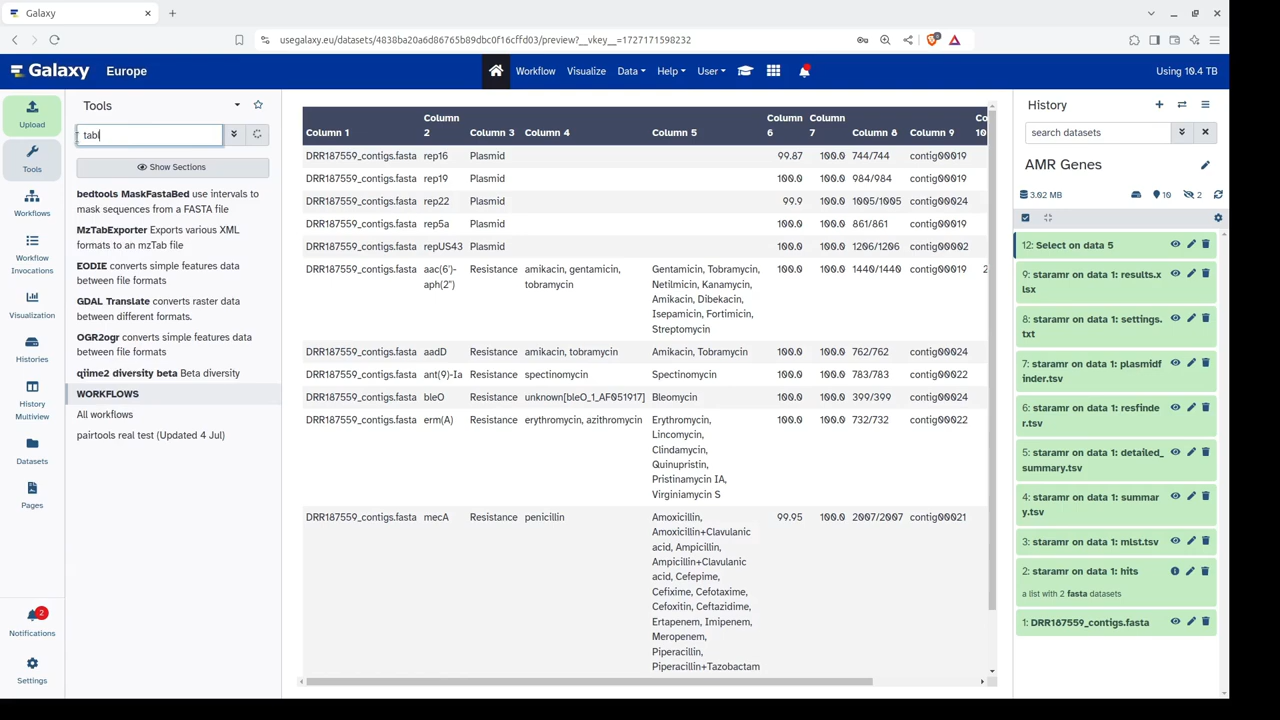 Galaxy
usegalaxy.eu/datasets/4838ba20a6d86765b89dbc0f16cffd03/preview?__vkey__=1727171598232
Galaxy
Europe
Workflow
Visualize
Data
Help
User
Using 10.4 TB
Upload
Tools
Workflows
Workflow
Invocations
Visualization
Histories
History
Multiview
Datasets
Pages
2
Notifications
Settings
Tools
tabl
Show Sections
bedtools MaskFastaBed use intervals to
mask sequences from a FASTA file
MzTabExporter Exports various XML
formats to an mzTab file
EODIE converts simple features data
between file formats
GDAL Translate converts raster data
between different formats.
OGR2ogr converts simple features data
between file formats
qiime2 diversity beta Beta diversity
WORKFLOWS
All workflows
pairtools real test (Updated 4 Jul)
Column 1 Column 2 Column 3 Column 4 Column 5 Column 6 Column 7 Column 8 Column 9 Co 10
DRR187559_contigs.fasta rep16 Plasmid 99.87 100.0 744/744 contig00019
DRR187559_contigs.fasta rep19 Plasmid 100.0 100.0 984/984 contig00019
DRR187559_contigs.fasta rep22 Plasmid 99.9 100.0 1005/1005 contig00024
DRR187559_contigs.fasta rep5a Plasmid 100.0 100.0 861/861 contig00019
DRR187559_contigs.fasta repUS43 Plasmid 100.0 100.0 1206/1206 contig00002
DRR187559_contigs.fasta aac(6')- Resistance amikacin, gentamicin, Gentamicin, Tobramycin, 100.0 100.0 1440/1440 contig00019 2
aph(2'') tobramycin Netilmicin, Kanamycin,
Amikacin, Dibekacin,
Isepamicin, Fortimicin,
Streptomycin
DRR187559_contigs.fasta aadD Resistance amikacin, tobramycin Amikacin, Tobramycin 100.0 100.0 762/762 contig00024
DRR187559_contigs.fasta ant(9)-Ia Resistance spectinomycin Spectinomycin 100.0 100.0 783/783 contig00022
DRR187559_contigs.fasta bleO Resistance unknown[bleO_1_AF051917] Bleomycin 100.0 100.0 399/399 contig00024
DRR187559_contigs.fasta erm(A) Resistance erythromycin, azithromycin Erythromycin, 100.0 100.0 732/732 contig00022
Lincomycin,
Clindamycin,
Quinupristin,
Pristinamycin IA,
Virginiamycin S
DRR187559_contigs.fasta mecA Resistance penicillin Amoxicillin, 99.95 100.0 2007/2007 contig00021
Amoxicillin+Clavulanic
acid, Ampicillin,
Ampicillin+Clavulanic
acid, Cefepime,
Cefixime, Cefotaxime,
Cefoxitin, Ceftazidime,
Ertapenem, Imipenem,
Meropenem,
Piperacillin,
Piperacillin+Tazobactam
History
search datasets
AMR Genes
3.02 MB
10
2
12: Select on data 5
9: staramr on data 1: results.x
lsx
8: staramr on data 1: settings.
txt
7: staramr on data 1: plasmidf
inder.tsv
6: staramr on data 1: resfinde
r.tsv
5: staramr on data 1: detailed_
summary.tsv
4: staramr on data 1: summar
y.tsv
3: staramr on data 1: mlst.tsv
2: staramr on data 1: hits
a list with 2 fasta datasets
1: DRR187559_contigs.fasta